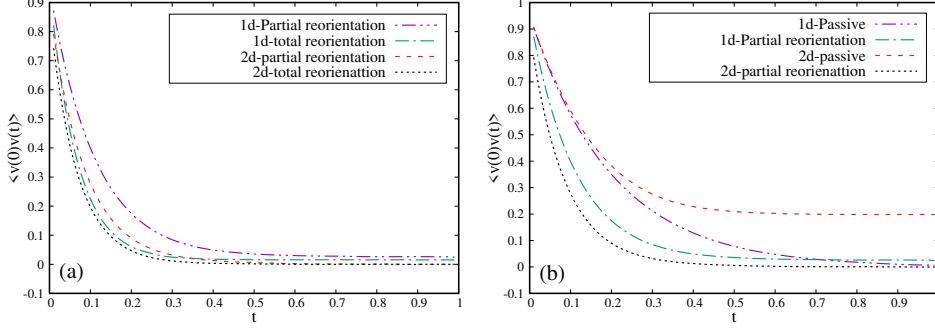 0.9
0.8
0.7
0.6
0.5
0.4
0.3
0.2
0.1
0
-0.1
<v(0)v(t)>
1d-Partial reorientation
1d-total reorientation
2d-partial reorientation
2d-total reorienattion
(a)
0 0.1 0.2 0.3 0.4 0.5 0.6 0.7 0.8 0.9 1
t
1
0.9
0.8
0.7
0.6
0.5
0.4
0.3
0.2
0.1
0
-0.1
<v(0)v(t)>
1d-Passive
1d-Partial reorientation
2d-passive
2d-partial reorienattion
(b)
0 0.1 0.2 0.3 0.4 0.5 0.6 0.7 0.8 0.9
t